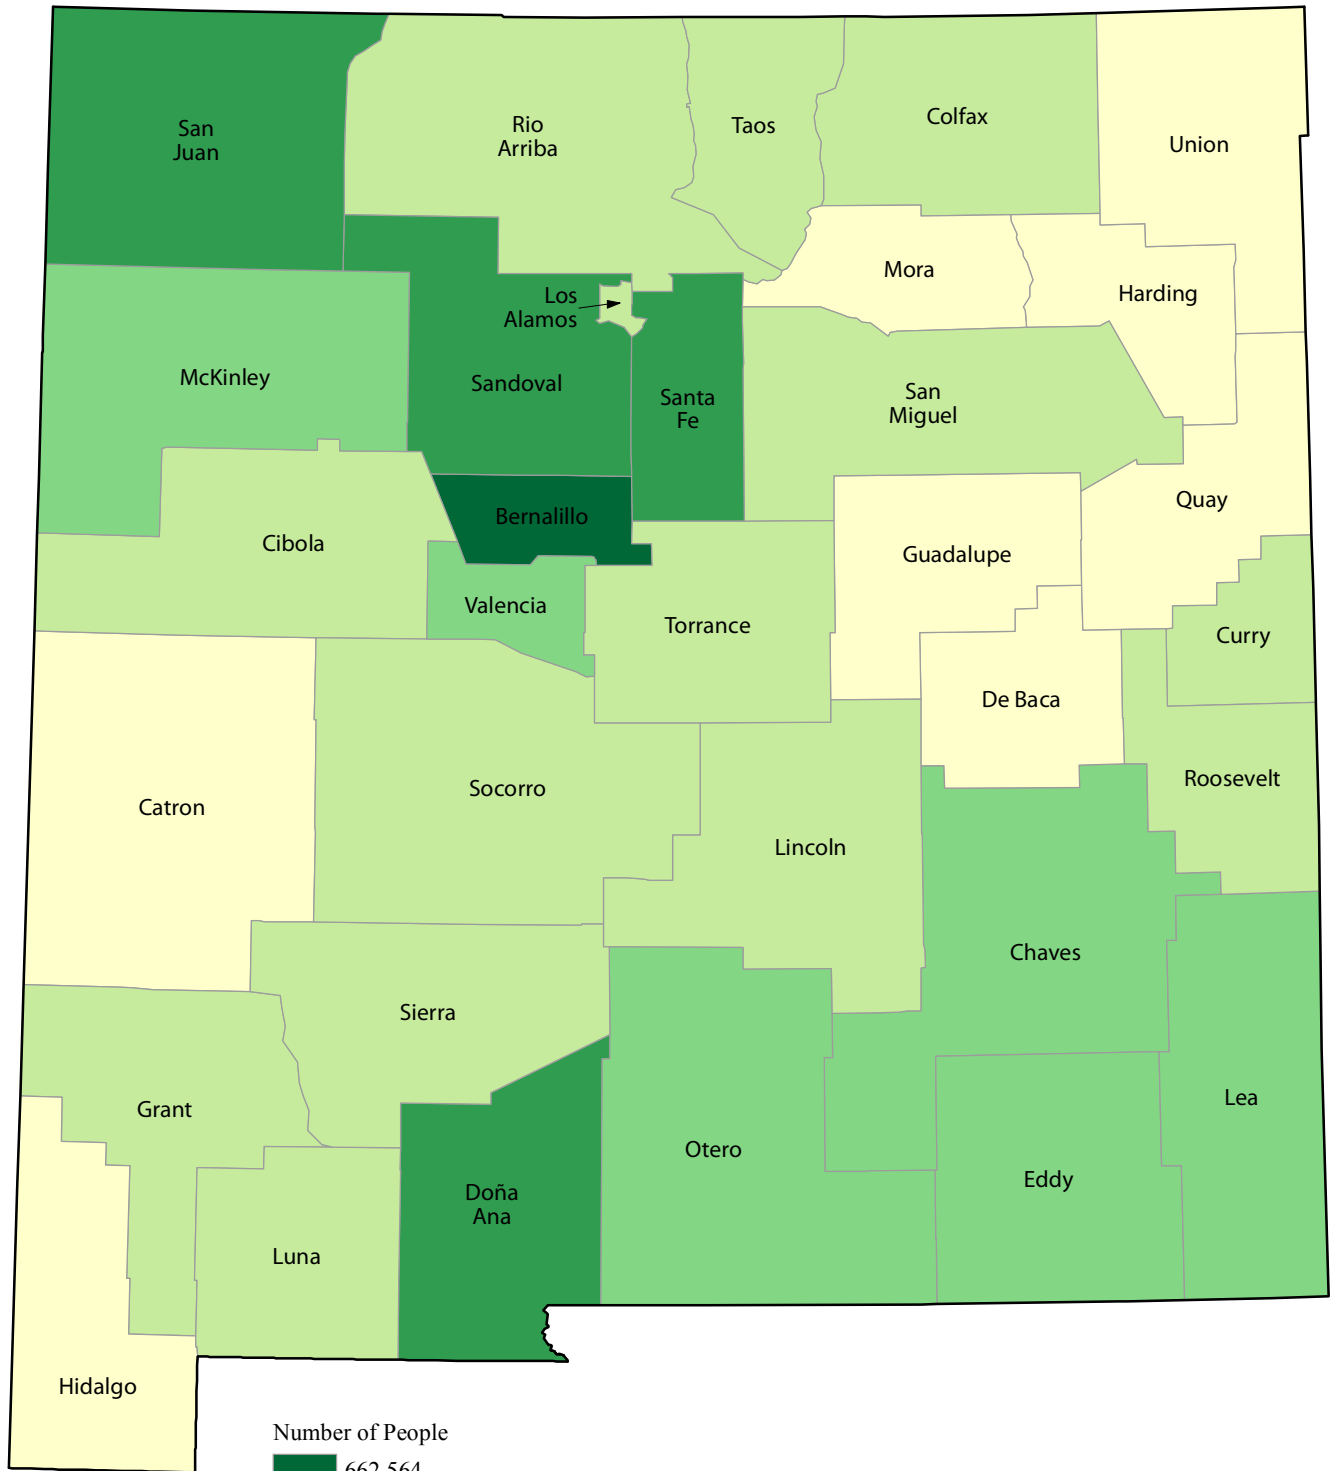 San
Juan
Rio
Arriba
Taos
Colfax
Union
Mora
Harding
Los
Alamos
McKinley
Sandoval
Santa
Fe
San
Miguel
Quay
Bernalillo
Cibola
Guadalupe
Valencia
Torrance
Curry
De Baca
Roosevelt
Catron
Socorro
Lincoln
Chaves
Sierra
Grant
Lea
Otero
Eddy
Doña
Ana
Luna
Hidalgo
Number of People
662,564